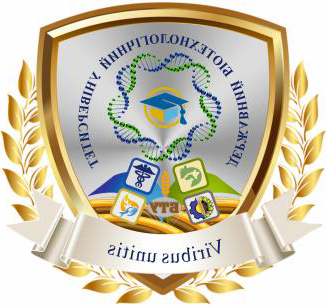 ДЕРЖАВНИЙ БІОТЕХНОЛОГІЧНИЙ УНІВЕРСИТЕТ
БТУ
Viribus unitis